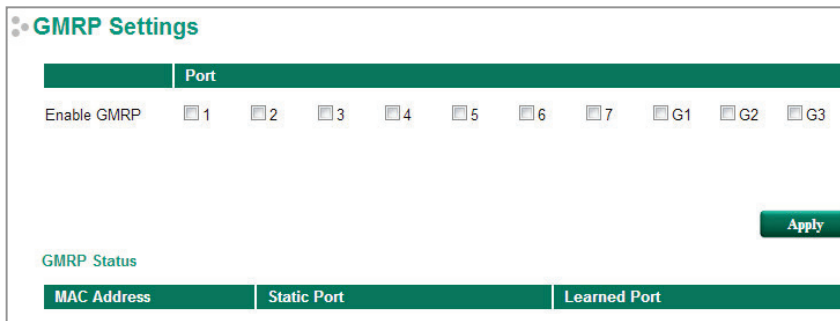 GMRP Settings
Port
Enable GMRP 1 2 3 4 5 6 7 G1 G2 G3
Apply
GMRP Status
MAC Address Static Port Learned Port